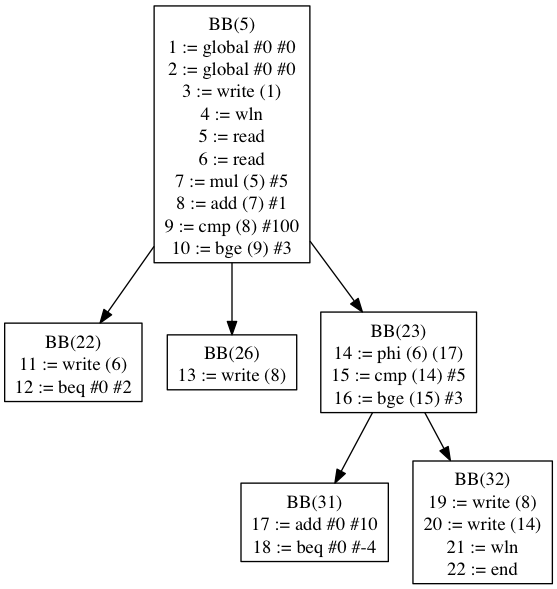 BB(5)
1 := global #0 #0
2 := global #0 #0
3 := write (1)
4 := wln
5 := read
6 := read
7 := mul (5) #5
8 := add (7) #1
9 := cmp (8) #100
10 := bge (9) #3
BB(22)
11 := write (6)
12 := beq #0 #2
BB(26)
13 := write (8)
BB(23)
14 := phi (6) (17)
15 := cmp (14) #5
16 := bge (15) #3
BB(31)
17 := add #0 #10
18 := beq #0 #-4
BB(32)
19 := write (8)
20 := write (14)
21 := wln
22 := end